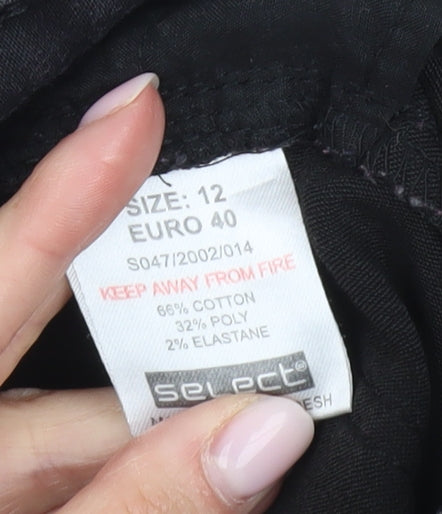 SIZE: 12
EURO 40
S047/2002/014
KEEP AWAY FROM FIRE
66% COTTON
32% POLY
2% ELASTANE
select®